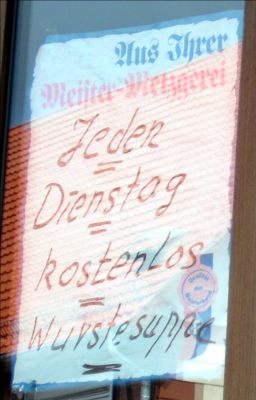 Aus Ihrer
Meister-Metzgerei
Jeden
Dienstag
kostenlos
Wurstesuppe